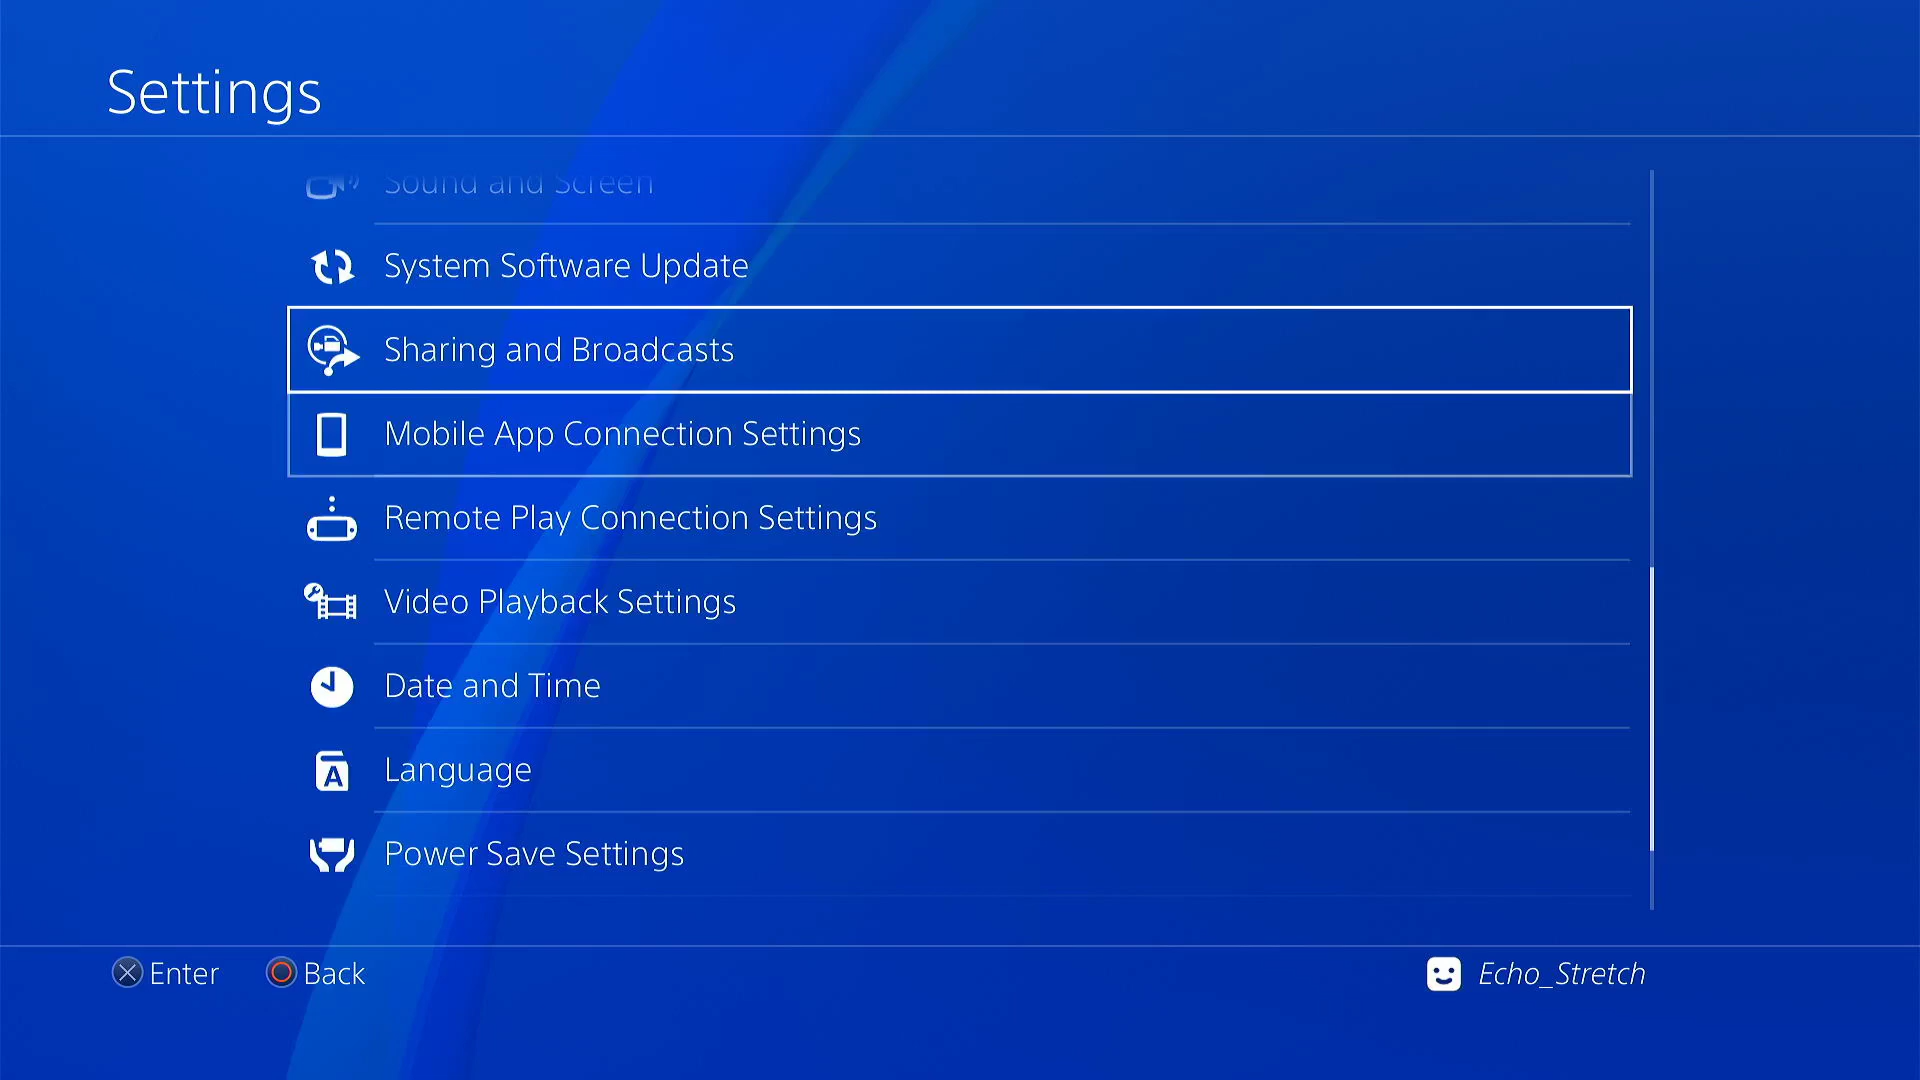 Settings
Sound and Screen
System Software Update
Sharing and Broadcasts
Mobile App Connection Settings
Remote Play Connection Settings
Video Playback Settings
Date and Time
A Language
Power Save Settings
Enter Back Echo_Stretch